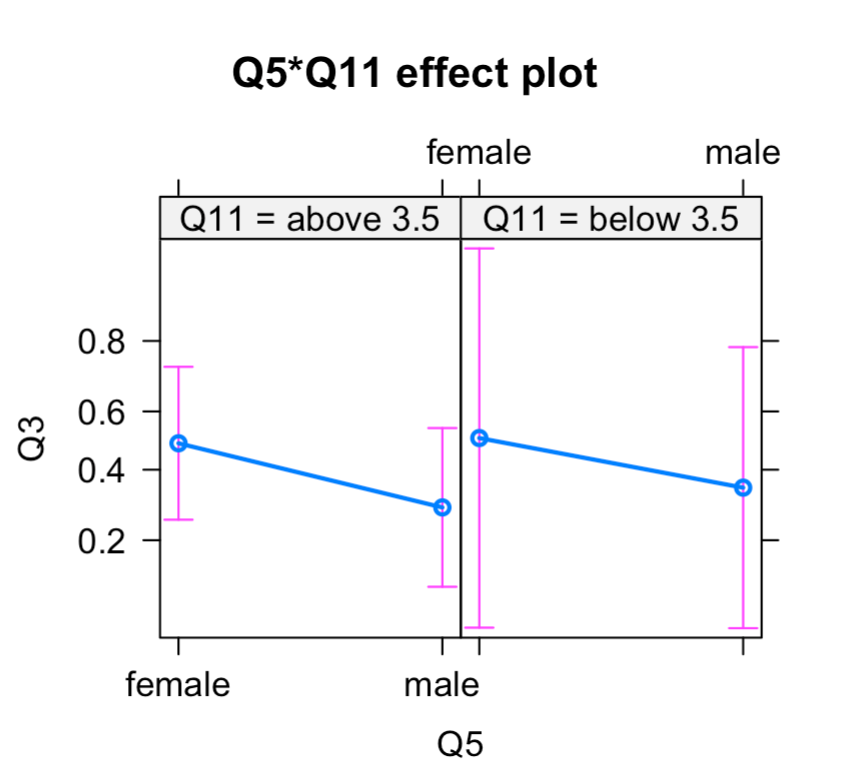 Q5*Q11 effect plot
female male
Q11 = above 3.5 Q11 = below 3.5
0.8
0.6
0.4
0.2
Q3
female male
Q5